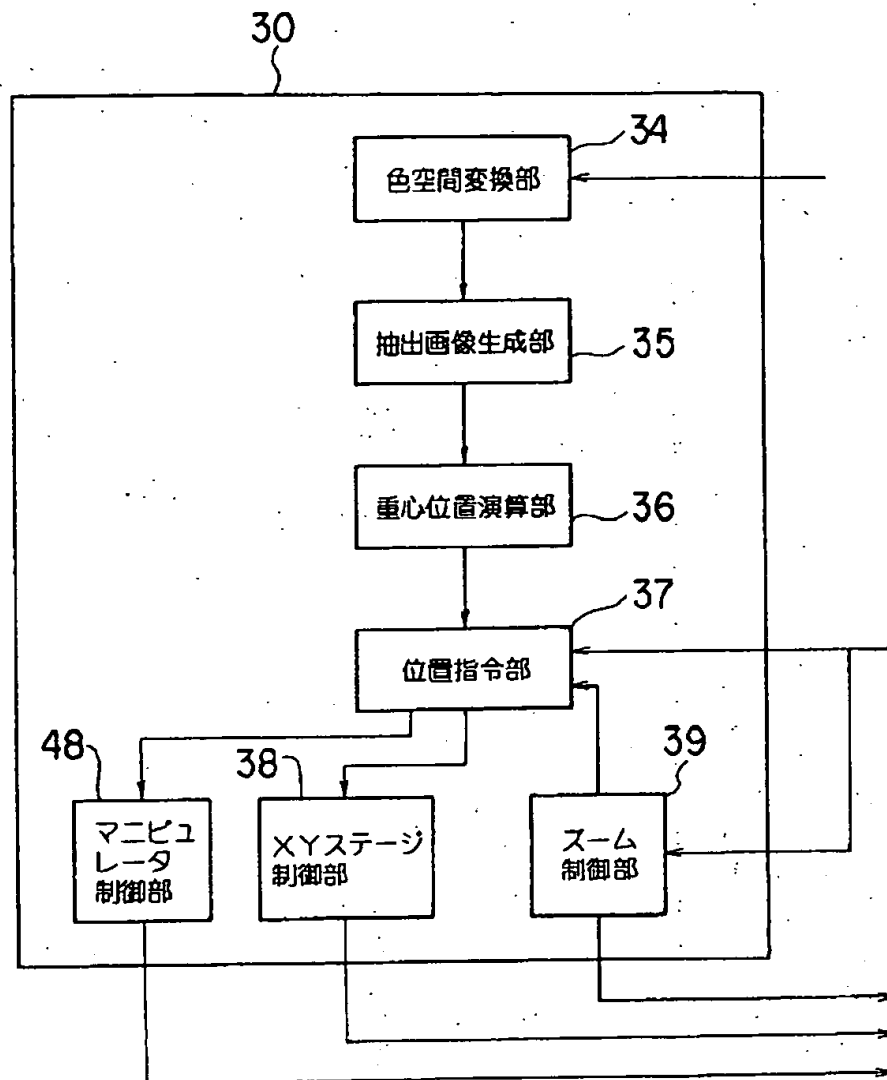 30
34
色空間変換部
抽出画像生成部
35
重心位置演算部
36
37
位置指令部
48
38
39
マニピュ
レータ
制御部
XYステージ
制御部
ズーム
制御部